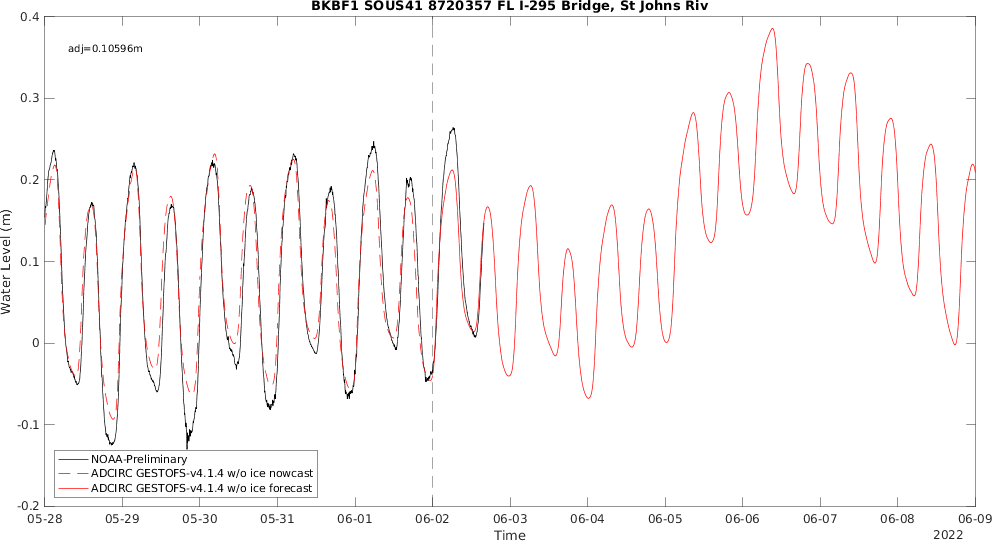 BKBF1 SOUS41 8720357 FL I-295 Bridge, St Johns Riv
adj=0.10596m
0.4
0.3
0.2
0.1
0
-0.1
-0.2
Water Level (m)
NOAA-Preliminary
ADCIRC GESTOFS-v4.1.4 w/o ice nowcast
ADCIRC GESTOFS-v4.1.4 w/o ice forecast
05-28 05-29 05-30 05-31 06-01 06-02 06-03 06-04 06-05 06-06 06-07 06-08 06-09
Time
2022